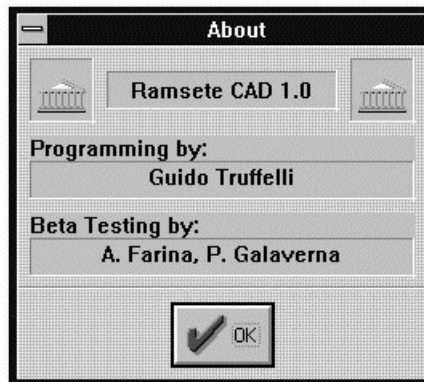 About
Ramsete CAD 1.0
Programming by:
Guido Truffelli
Beta Testing by:
A. Farina, P. Galaverna
OK